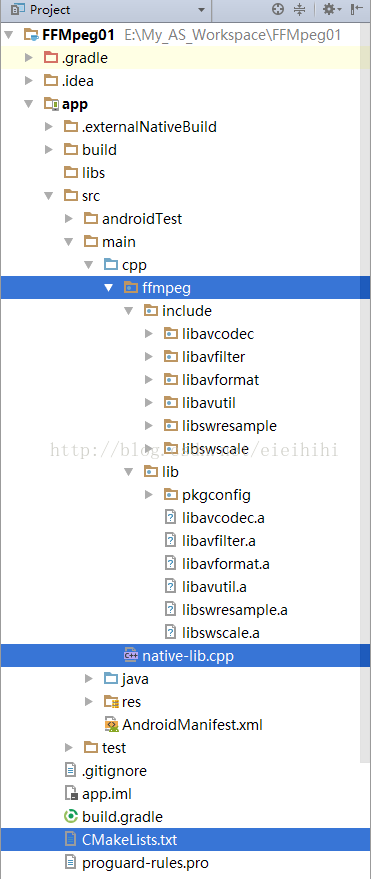 Project
FFMpeg01 E:\My_AS_Workspace\FFMpeg01
.gradle
.idea
app
.externalNativeBuild
build
libs
src
androidTest
main
cpp
ffmpeg
include
libavcodec
libavfilter
libavformat
libavutil
libswresample
libswscale
lib
pkgconfig
libavcodec.a
libavfilter.a
libavformat.a
libavutil.a
libswresample.a
libswscale.a
native-lib.cpp
java
res
AndroidManifest.xml
test
.gitignore
app.iml
build.gradle
CMakeLists.txt
proguard-rules.pro